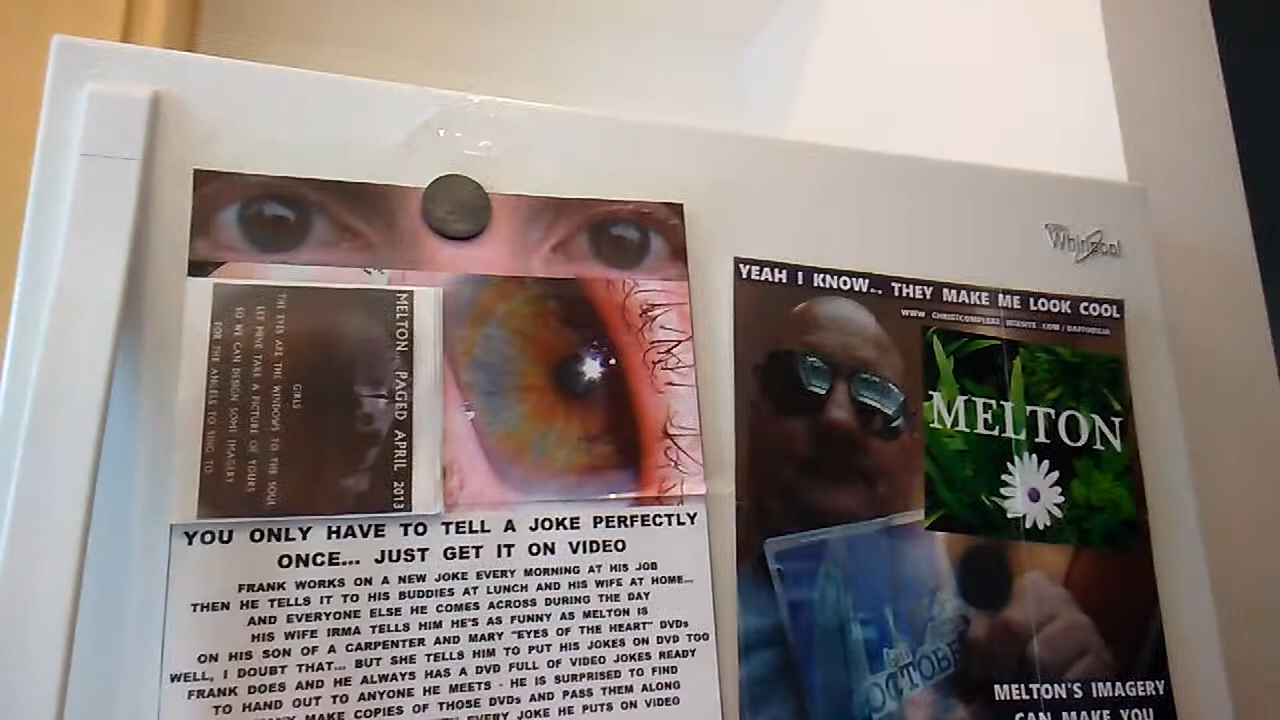 Whirlpool
MELTON PAGED APRIL 2013
GIRLS
THE EYES ARE THE WINDOWS TO THE SOUL
LET MINE TAKE A PICTURE OF YOURS
SO WE CAN DESIGN SOME IMAGERY
FOR THE ANGELS TO SING TO
YOU ONLY HAVE TO TELL A JOKE PERFECTLY
ONCE... JUST GET IT ON VIDEO
FRANK WORKS ON A NEW JOKE EVERY MORNING AT HIS JOB
THEN HE TELLS IT TO HIS BUDDIES AT LUNCH AND HIS WIFE AT HOME...
AND EVERYONE ELSE HE COMES ACROSS DURING THE DAY
HIS WIFE IRMA TELLS HIM HE'S AS FUNNY AS MELTON IS
ON HIS SON OF A CARPENTER AND MARY "EYES OF THE HEART" DVDs
WELL, I DOUBT THAT... BUT SHE TELLS HIM TO PUT HIS JOKES ON DVD TOO
FRANK DOES AND HE ALWAYS HAS A DVD FULL OF VIDEO JOKES READY
TO HAND OUT TO ANYONE HE MEETS - HE IS SURPRISED TO FIND
MAKE COPIES OF THOSE DVDs AND PASS THEM ALONG
EVERY JOKE HE PUTS ON VIDEO
YEAH I KNOW.. THEY MAKE ME LOOK COOL
WWW
MELTON
OCTOBE
MELTON'S IMAGERY
CAN MAKE YOU